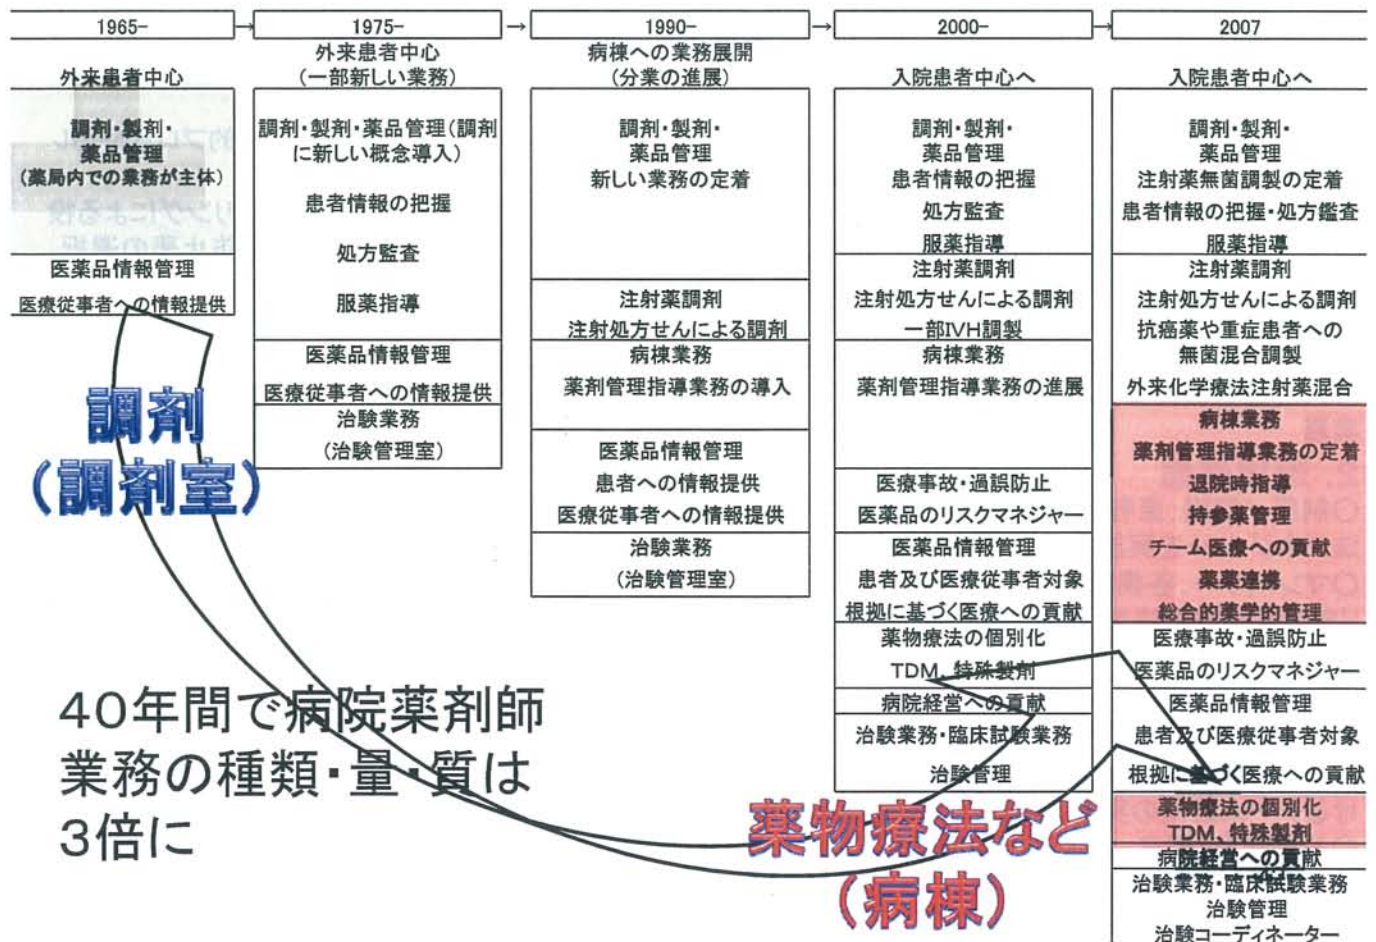 1965-
外来患者中心
調剤・製剤・
薬品管理
(薬局内での業務が主体)
医薬品情報管理
医療従事者への情報提供
1975-
外来患者中心
(一部新しい業務)
調剤・製剤・薬品管理(調剤
に新しい概念導入)
患者情報の把握
処方監査
服薬指導
医薬品情報管理
医療従事者への情報提供
治験業務
(治験管理室)
1990-
病棟への業務展開
(分業の進展)
調剤・製剤・
薬品管理
新しい業務の定着
注射薬調剤
注射処方せんによる調剤
病棟業務
薬剤管理指導業務の導入
医薬品情報管理
患者への情報提供
医療従事者への情報提供
治験業務
(治験管理室)
2000-
入院患者中心へ
調剤・製剤・
薬品管理
患者情報の把握
処方監査
服薬指導
注射薬調剤
注射処方せんによる調剤
一部IVH調製
病棟業務
薬剤管理指導業務の進展
医療事故・過誤防止
医薬品のリスクマネジャー
医薬品情報管理
患者及び医療従事者対象
根拠に基づく医療への貢献
薬物療法の個別化
TDM、特殊製剤
病院経営への貢献
治験業務・臨床試験業務
治験管理
2007
入院患者中心へ
調剤・製剤・
薬品管理
注射薬無菌調製の定着
患者情報の把握・処方鑑査
服薬指導
注射薬調剤
注射処方せんによる調剤
抗癌薬や重症患者への
無菌混合調製
外来化学療法注射薬混合
病棟業務
薬剤管理指導業務の定着
退院時指導
持参薬管理
チーム医療への貢献
薬薬連携
総合的薬学的管理
医療事故・過誤防止
医薬品のリスクマネジャー
医薬品情報管理
患者及び医療従事者対象
根拠に基づく医療への貢献
薬物療法の個別化
TDM、特殊製剤
病院経営への貢献
治験業務・臨床試験業務
治験管理
治験コーディネーター
調剤
(調剤室)
40年間で病院薬剤師
業務の種類・量・質は
3倍に
薬物療法など
(病棟)